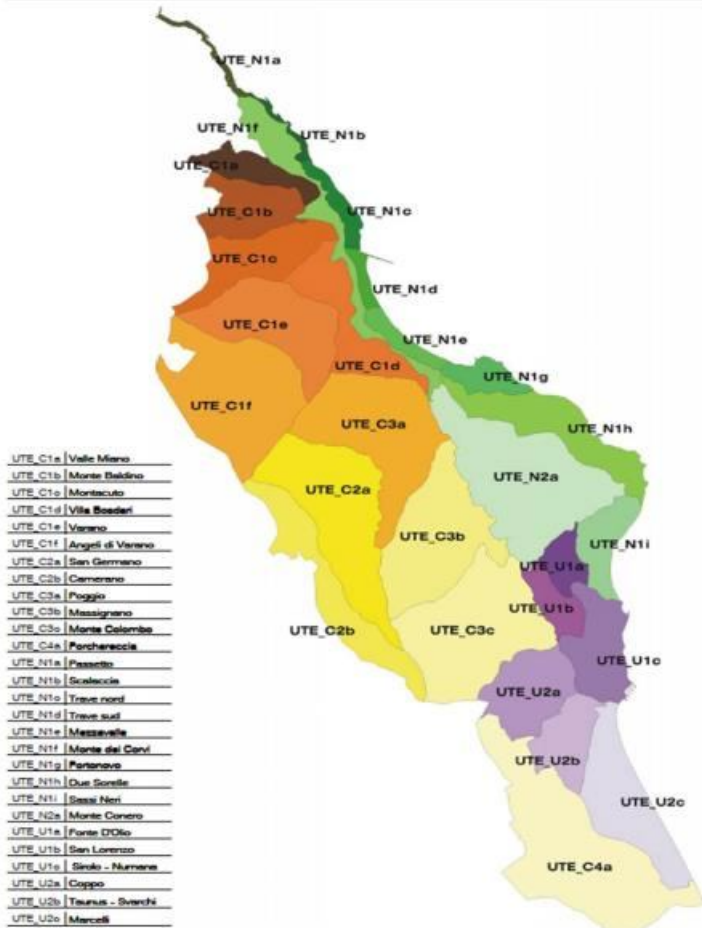 UTE_N1a
UTE_N1f
UTE_N1b
UTE_C1a
UTE_C1b
UTE_N1c
UTE_C1c
UTE_N1d
UTE_C1e
UTE_N1e
UTE_C1d
UTE_N1g
UTE_C1f
UTE_C3a
UTE_N1h
UTE_N2a
UTE_C2a
UTE_C3b
UTE_N1i
UTE_U1a
UTE_U1b
UTE_C2b
UTE_C3c
UTE_U1c
UTE_U2a
UTE_U2b
UTE_U2c
UTE_C4a
UTE_C1a | Valle Miano
UTE_C1b | Monte Baldino
UTE_C1c | Montacuto
UTE_C1d | Villa Bosdari
UTE_C1e | Varano
UTE_C1f | Angeli di Varano
UTE_C2a | San Germano
UTE_C2b | Camerano
UTE_C3a | Poggio
UTE_C3b | Massignano
UTE_C3c | Monte Colombo
UTE_C4a | Porchereccia
UTE_N1a | Passetto
UTE_N1b | Scalaccia
UTE_N1c | Trave nord
UTE_N1d | Trave sud
UTE_N1e | Mezzavalle
UTE_N1f | Monte dei Corvi
UTE_N1g | Portonovo
UTE_N1h | Due Sorelle
UTE_N1i | Sassi Neri
UTE_N2a | Monte Conero
UTE_U1a | Fonte D'Olio
UTE_U1b | San Lorenzo
UTE_U1c | Sirolo - Numana
UTE_U2a | Coppo
UTE_U2b | Taunus - Svarchi
UTE_U2c | Marcelli